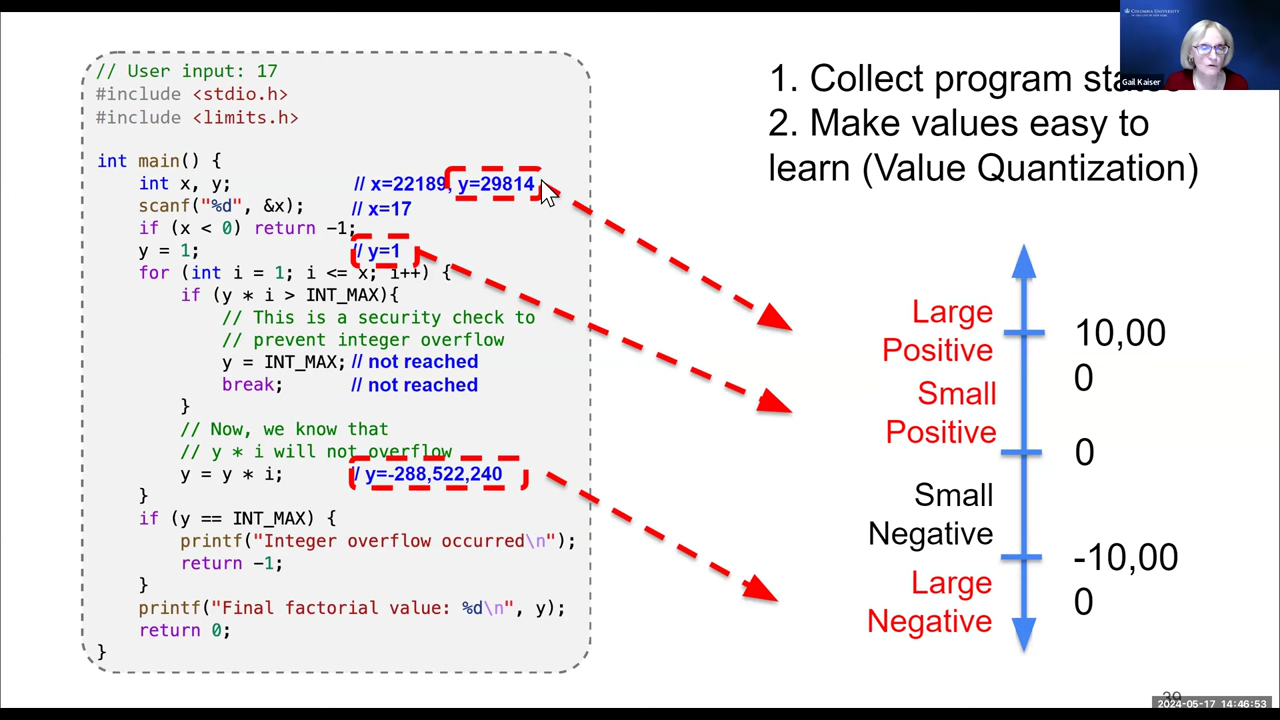 // User input: 17
#include <stdio.h>
#include <limits.h>
int main() {
int x, y; // x=22189, y=29814
scanf("%d", &x); // x=17
if (x < 0) return -1;
y = 1; // y=1
for (int i = 1; i <= x; i++) {
if (y * i > INT_MAX){
// This is a security check to
// prevent integer overflow
y = INT_MAX; // not reached
break; // not reached
}
// Now, we know that
// y * i will not overflow
y = y * i; // y=-288,522,240
}
if (y == INT_MAX) {
printf("Integer overflow occurred\n");
return -1;
}
printf("Final factorial value: %d\n", y);
return 0;
}
1. Collect program
2. Make values easy to
learn (Value Quantization)
Large
Positive
Small
Positive
Small
Negative
Large
Negative
10,00
0
0
-10,00
0
COLUMBIA UNIVERSITY
Gail Kaiser
39
2024-05-17 14:46:53